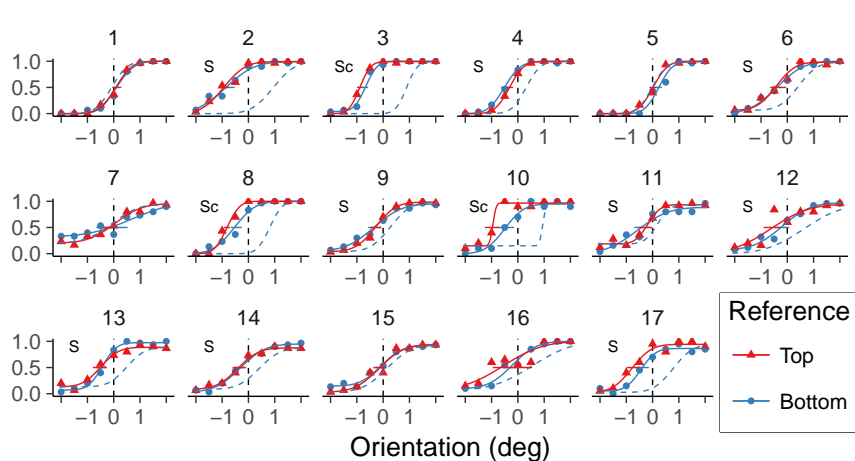 1 2 3 4 5 6
1.0 S Sc S S
0.5
0.0
−1 0 1 −1 0 1 −1 0 1 −1 0 1 −1 0 1 −1 0 1
7 8 9 10 11 12
1.0 Sc S Sc S S
0.5
0.0
−1 0 1 −1 0 1 −1 0 1 −1 0 1 −1 0 1 −1 0 1
13 14 15 16 17
1.0 S S S
0.5
0.0
−1 0 1 −1 0 1 −1 0 1 −1 0 1 −1 0 1
Reference
Top
Bottom
Orientation (deg)